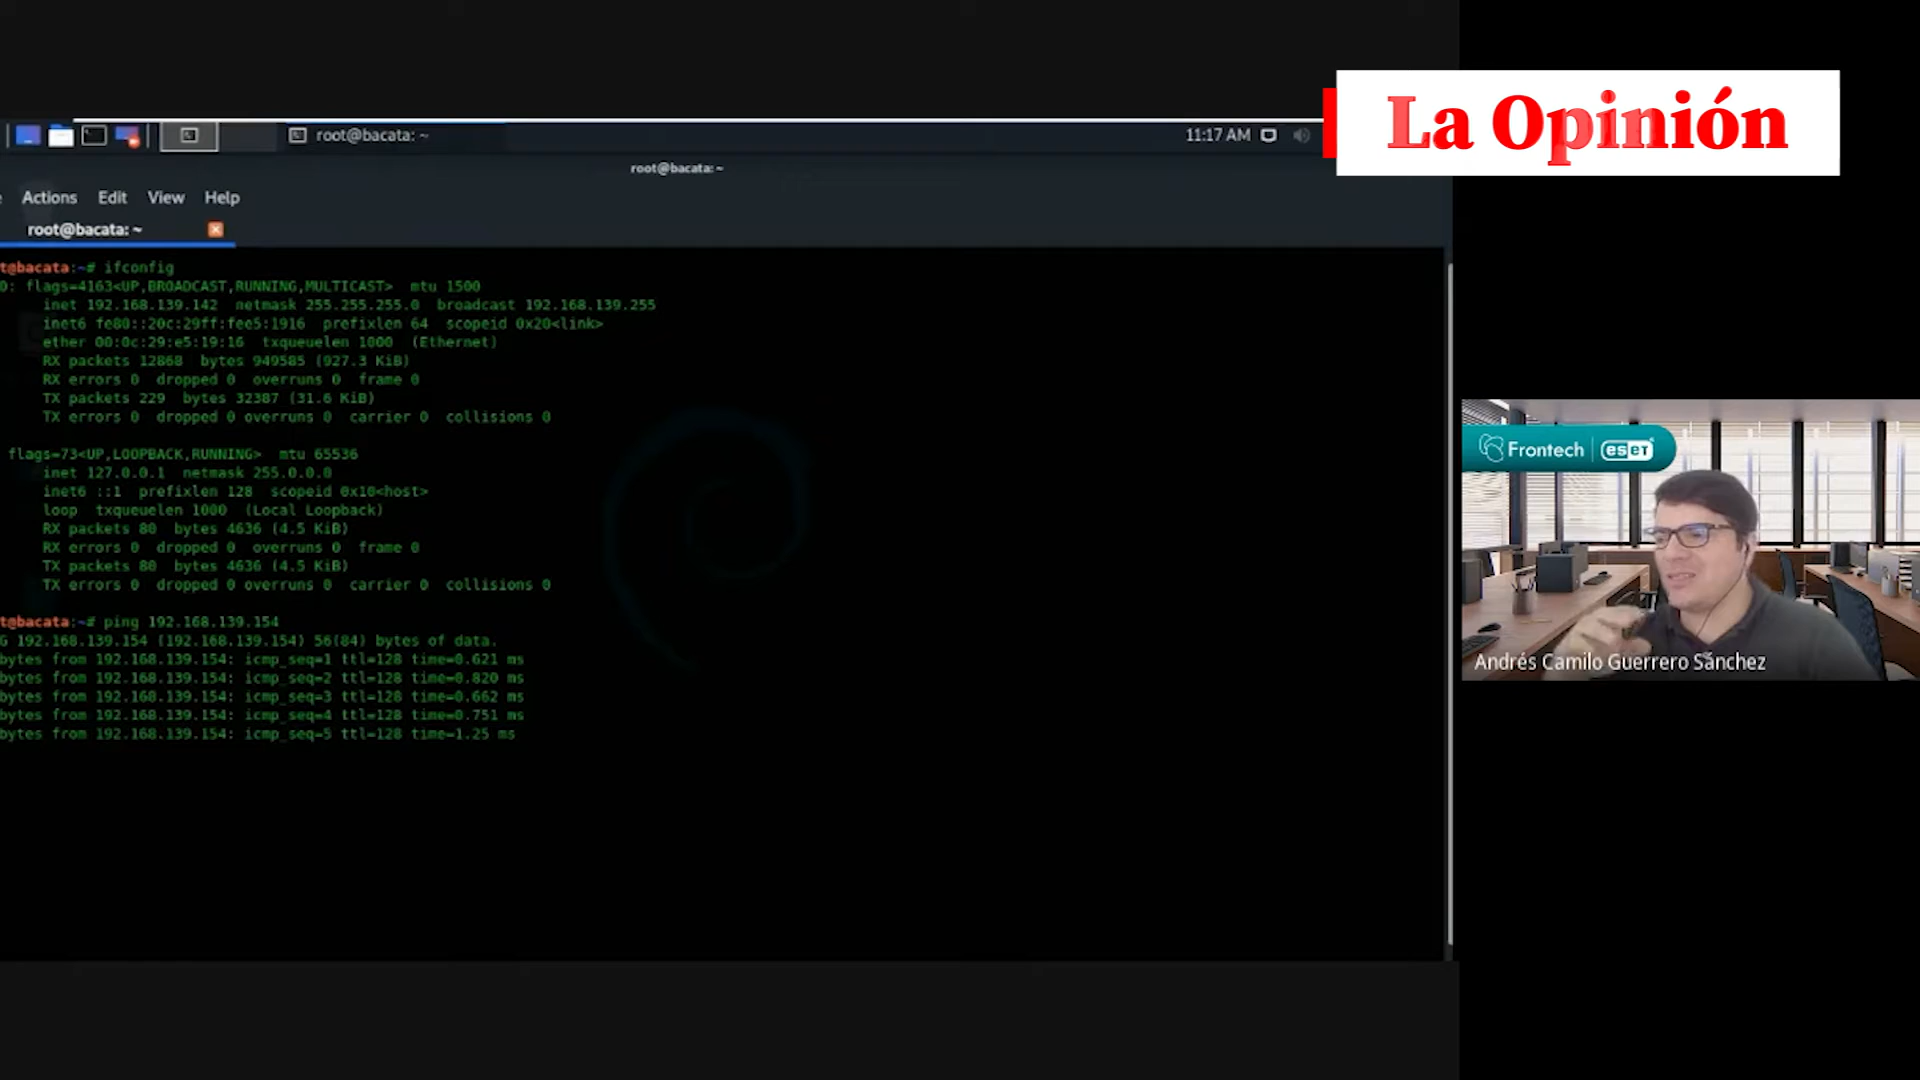 La Opinión
root@bacata: ~
11:17 AM
root@bacata: ~
Actions Edit View Help
root@bacata: ~
t@bacata:~# ifconfig
0: flags=4163<UP,BROADCAST,RUNNING,MULTICAST> mtu 1500
inet 192.168.139.142 netmask 255.255.255.0 broadcast 192.168.139.255
inet6 fe80::20c:29ff:fee5:1916 prefixlen 64 scopeid 0x20<link>
ether 00:0c:29:e5:19:16 txqueuelen 1000 (Ethernet)
RX packets 12868 bytes 949585 (927.3 KiB)
RX errors 0 dropped 0 overruns 0 frame 0
TX packets 229 bytes 32387 (31.6 KiB)
TX errors 0 dropped 0 overruns 0 carrier 0 collisions 0
flags=73<UP,LOOPBACK,RUNNING> mtu 65536
inet 127.0.0.1 netmask 255.0.0.0
inet6 ::1 prefixlen 128 scopeid 0x10<host>
loop txqueuelen 1000 (Local Loopback)
RX packets 80 bytes 4636 (4.5 KiB)
RX errors 0 dropped 0 overruns 0 frame 0
TX packets 80 bytes 4636 (4.5 KiB)
TX errors 0 dropped 0 overruns 0 carrier 0 collisions 0
t@bacata:~# ping 192.168.139.154
G 192.168.139.154 (192.168.139.154) 56(84) bytes of data.
bytes from 192.168.139.154: icmp_seq=1 ttl=128 time=0.621 ms
bytes from 192.168.139.154: icmp_seq=2 ttl=128 time=0.820 ms
bytes from 192.168.139.154: icmp_seq=3 ttl=128 time=0.662 ms
bytes from 192.168.139.154: icmp_seq=4 ttl=128 time=0.751 ms
bytes from 192.168.139.154: icmp_seq=5 ttl=128 time=1.25 ms
Frontech eset
Andrés Camilo Guerrero Sánchez